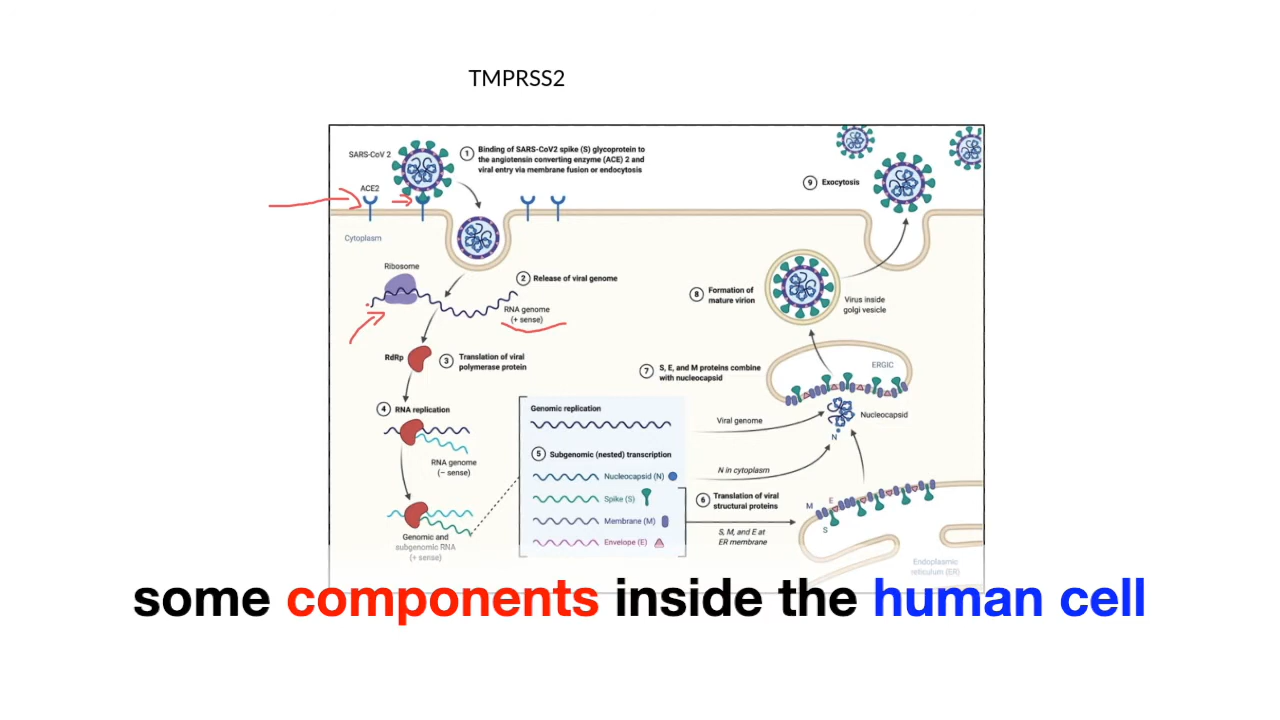 TMPRSS2
SARS-CoV 2
1 Binding of SARS-CoV2 spike (S) glycoprotein to
the angiotensin converting enzyme (ACE) 2 and
viral entry via membrane fusion or endocytosis
ACE2
9 Exocytosis
Cytoplasm
Ribosome
2 Release of viral genome
RNA genome
(+ sense)
8 Formation of
mature virion
Virus inside
golgi vesicle
RdRp
3 Translation of viral
polymerase protein
7 S, E, and M proteins combine
with nucleocapsid
ERGIC
4 RNA replication
RNA genome
(− sense)
Genomic replication
Viral genome
Nucleocapsid
N
5 Subgenomic (nested) transcription
Nucleocapsid (N)
N in cytoplasm
Spike (S)
6 Translation of viral
structural proteins
Membrane (M)
Envelope (E)
S, M, and E at
ER membrane
M
E
S
Genomic and
subgenomic RNA
(+ sense)
Endoplasmic
reticulum (ER)
some components inside the human cell